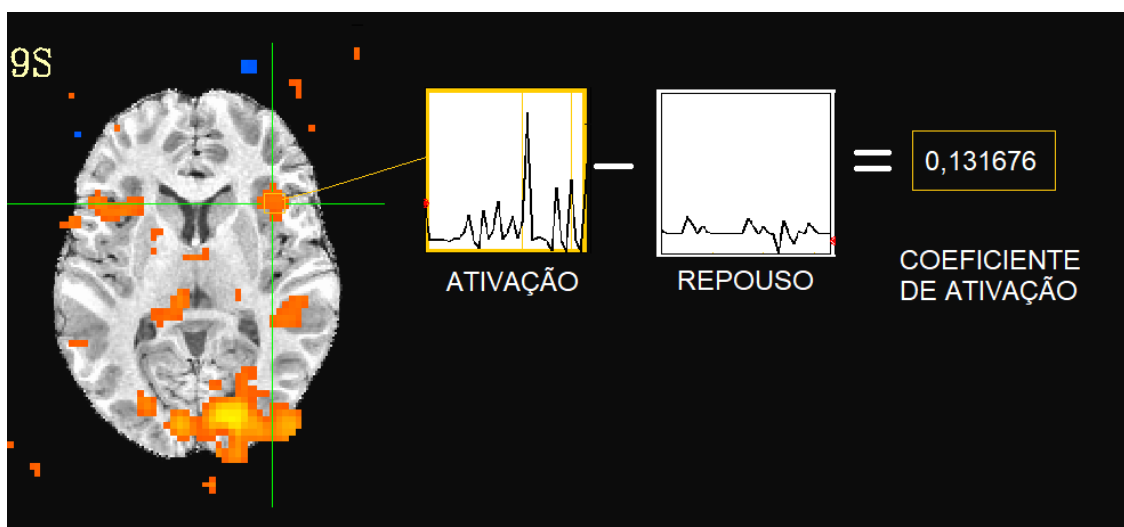 9S
ATIVAÇÃO
REPOUSO
0,131676
COEFICIENTE
DE ATIVAÇÃO